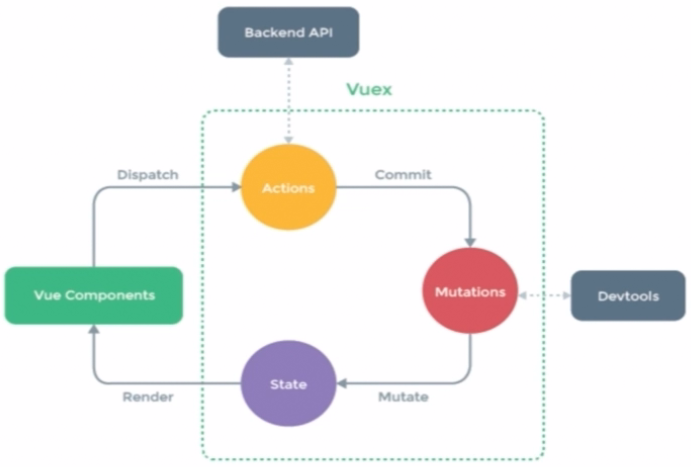 Backend API
Vuex
Dispatch
Actions
Commit
Vue Components
Mutations
Devtools
State
Render
Mutate